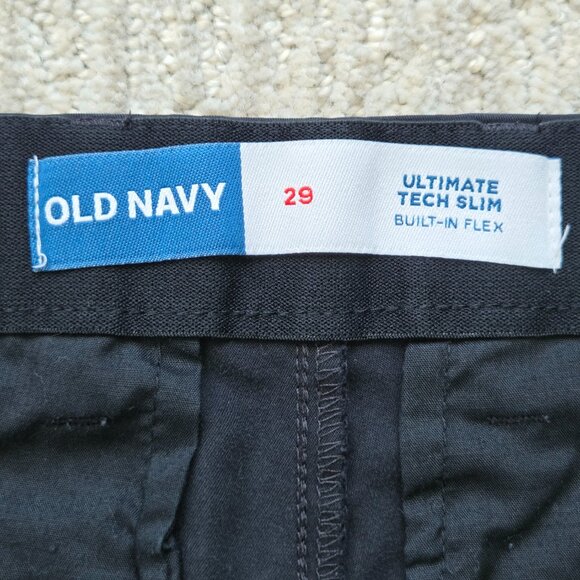 OLD NAVY
29
ULTIMATE
TECH SLIM
BUILT-IN FLEX